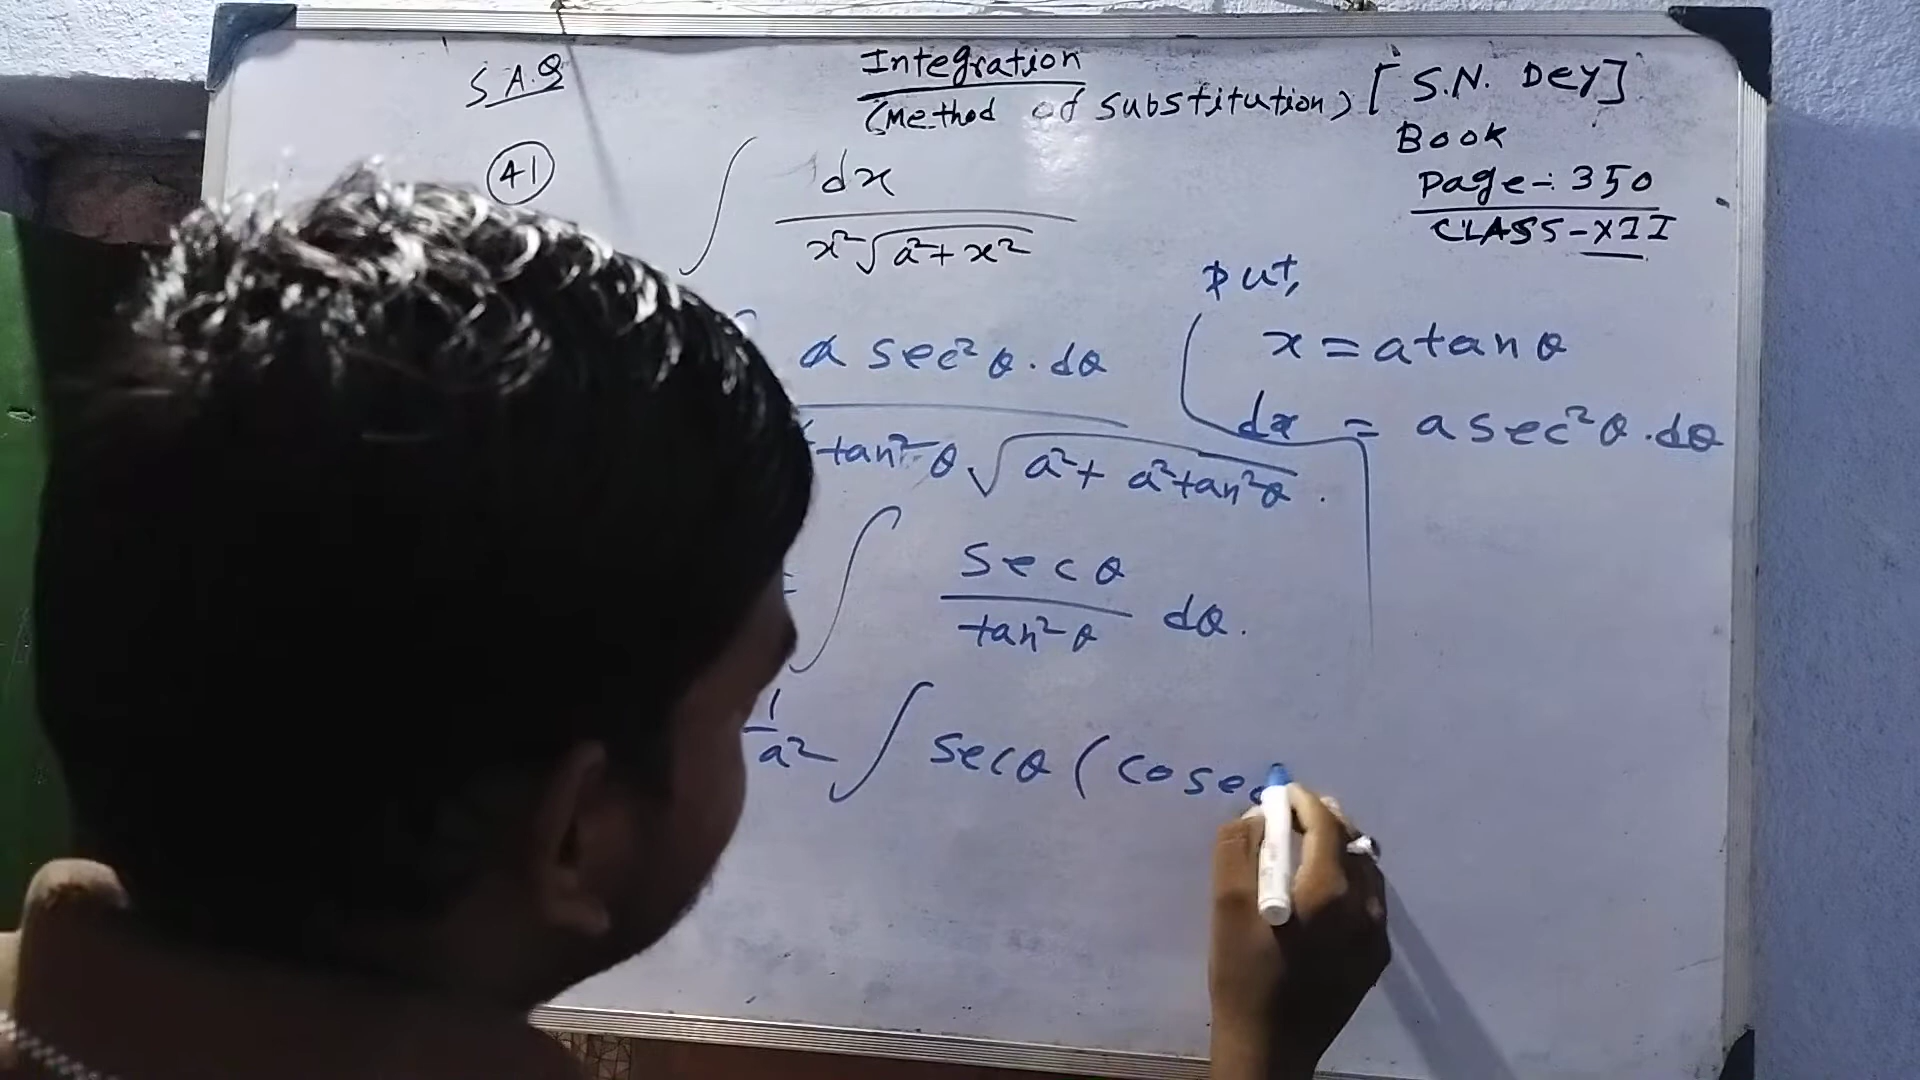 S.A.Q
Integration
(Method of Substitution) [S.N. Dey]
Book
Page-:350
CLASS-XII
41
∫ dx / x²√a²+x²
put,
x = a tan θ
dx = a sec²θ.dθ
a sec²θ.dθ
tan²θ √a²+ a²tan²θ .
= ∫ secθ / tan²θ dθ.
1/a² ∫ secθ (cosec